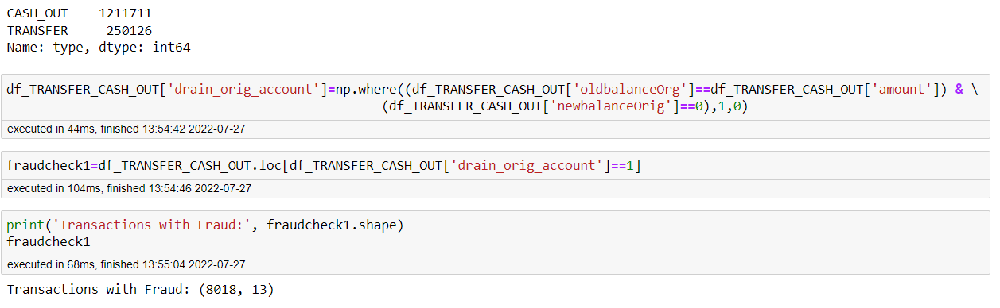 CASH_OUT    1211711
TRANSFER     250126
Name: type, dtype: int64
df_TRANSFER_CASH_OUT['drain_orig_account']=np.where((df_TRANSFER_CASH_OUT['oldbalanceOrg']==df_TRANSFER_CASH_OUT['amount']) & \
(df_TRANSFER_CASH_OUT['newbalanceOrig']==0),1,0)
executed in 44ms, finished 13:54:42 2022-07-27
fraudcheck1=df_TRANSFER_CASH_OUT.loc[df_TRANSFER_CASH_OUT['drain_orig_account']==1]
executed in 104ms, finished 13:54:46 2022-07-27
print('Transactions with Fraud:', fraudcheck1.shape)
fraudcheck1
executed in 68ms, finished 13:55:04 2022-07-27
Transactions with Fraud: (8018, 13)